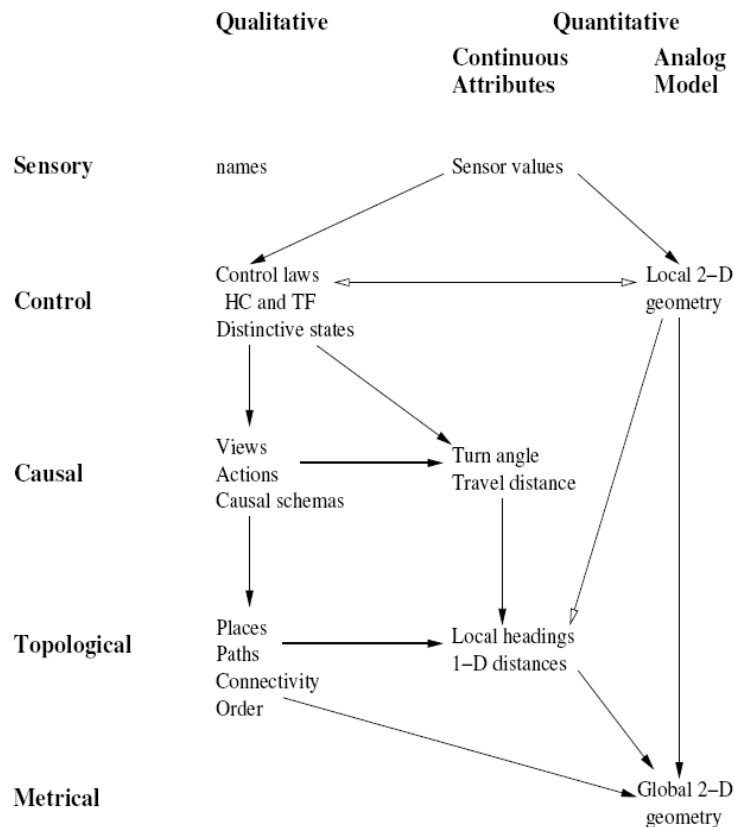 Qualitative Quantitative
Continuous Analog
Attributes Model
Sensory names Sensor values
Control laws Local 2–D
Control HC and TF geometry
Distinctive states
Views Turn angle
Causal Actions Travel distance
Causal schemas
Places Local headings
Topological Paths 1–D distances
Connectivity
Order
Metrical Global 2–D
geometry